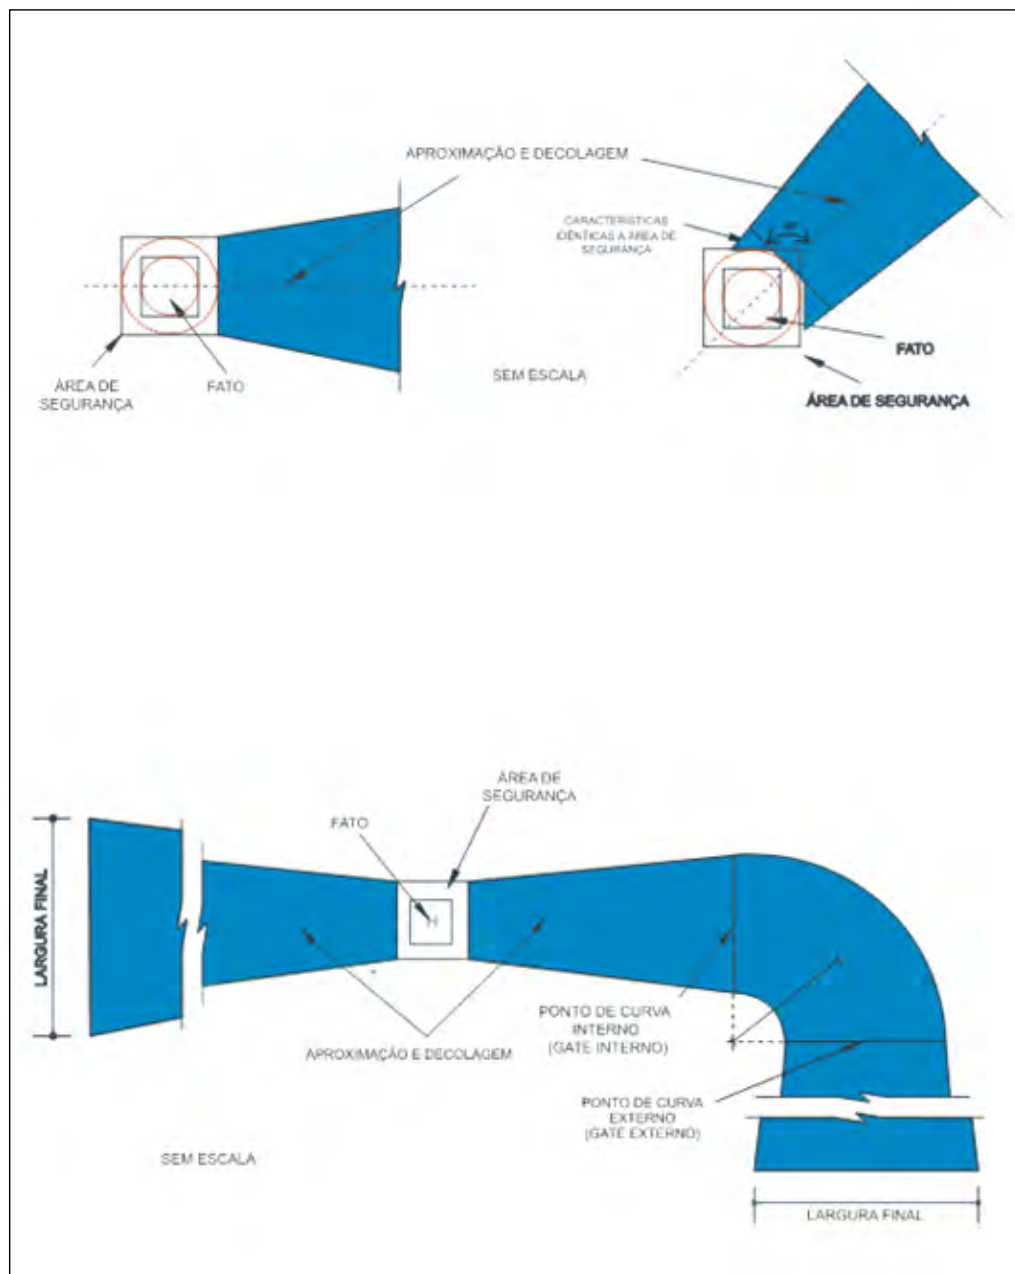 APROXIMAÇÃO E DECOLAGEM
CARACTERÍSTICAS
IDÊNTICAS A ÁREA DE
SEGURANÇA
ÁREA DE
SEGURANÇA
FATO
SEM ESCALA
FATO
ÁREA DE SEGURANÇA
ÁREA DE
SEGURANÇA
FATO
LARGURA FINAL
H
PONTO DE CURVA
INTERNO
(GATE INTERNO)
APROXIMAÇÃO E DECOLAGEM
PONTO DE CURVA
EXTERNO
(GATE EXTERNO)
SEM ESCALA
LARGURA FINAL